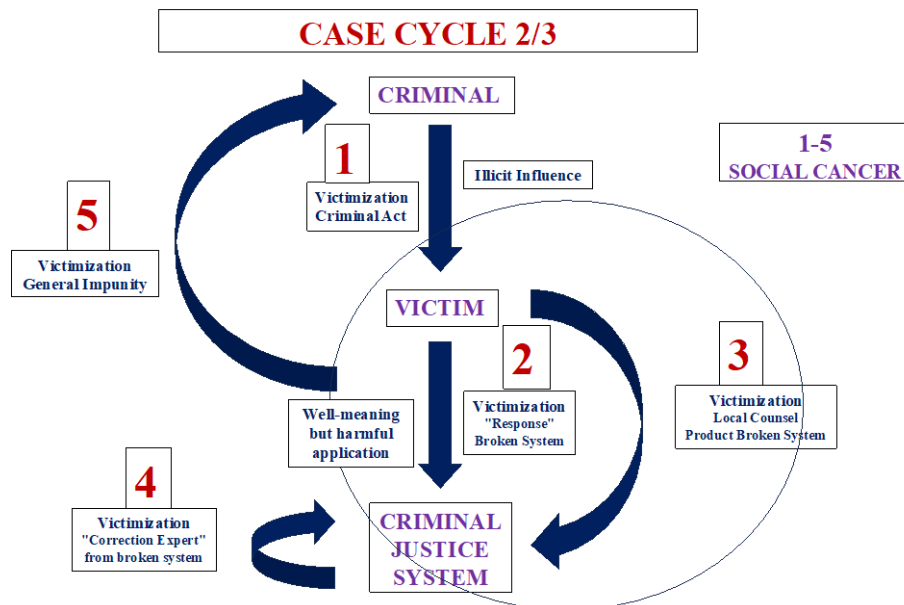 CASE CYCLE 2/3
CRIMINAL
1
Victimization
Criminal Act
Illicit Influence
1-5
SOCIAL CANCER
5
Victimization
General Impunity
VICTIM
2
Victimization
"Response"
Broken System
3
Victimization
Local Counsel
Product Broken System
Well-meaning
but harmful
application
4
Victimization
"Correction Expert"
from broken system
CRIMINAL
JUSTICE
SYSTEM